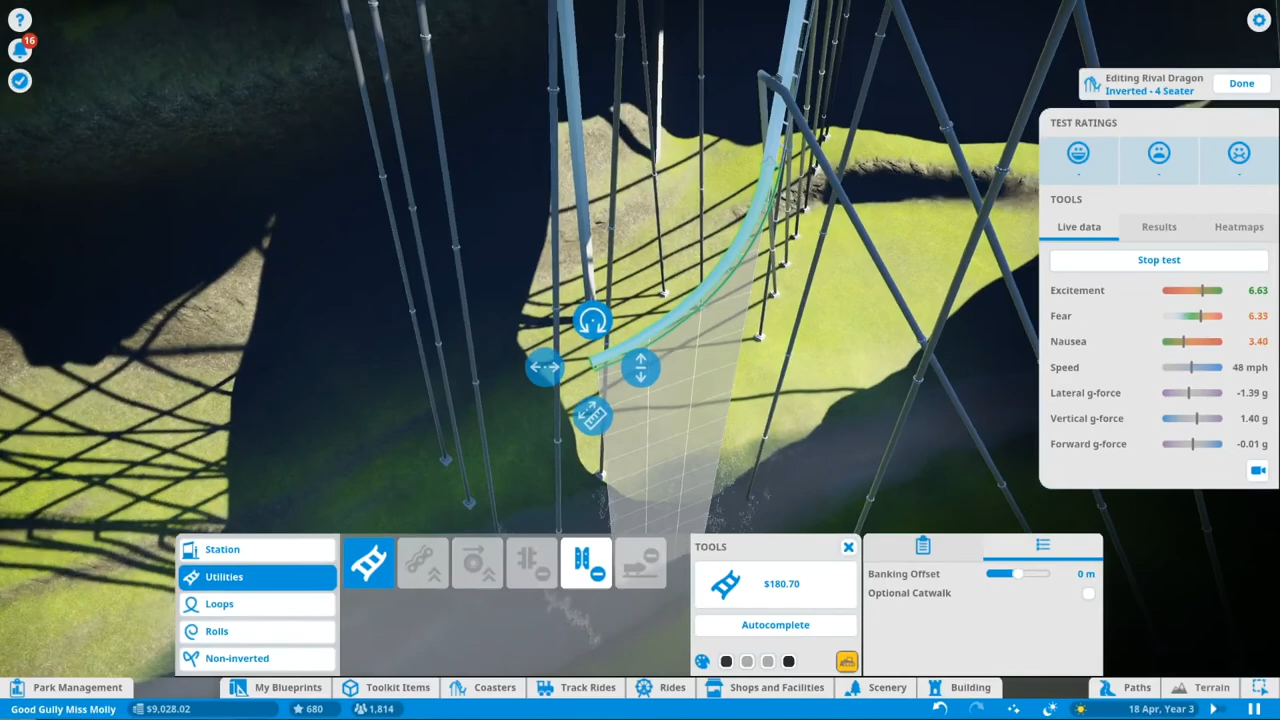 ?
16
Editing Rival Dragon
Inverted - 4 Seater
Done
TEST RATINGS
- - -
TOOLS
Live data Results Heatmaps
Stop test
Excitement 6.63
Fear 6.33
Nausea 3.40
Speed 48 mph
Lateral g-force -1.39 g
Vertical g-force 1.40 g
Forward g-force -0.01 g
Station
Utilities
Loops
Rolls
Non-inverted
TOOLS
$180.70
Autocomplete
Banking Offset 0 m
Optional Catwalk
Park Management My Blueprints Toolkit Items Coasters Track Rides Rides Shops and Facilities Scenery Building Paths Terrain
Good Gully Miss Molly $9,028.02 680 1,814 18 Apr, Year 3